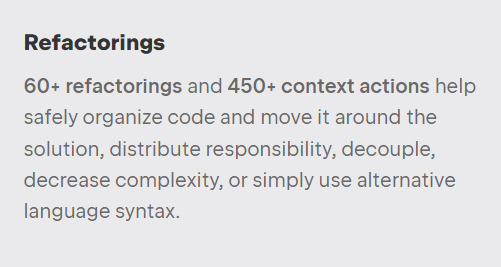 Refactorings
60+ refactorings and 450+ context actions help
safely organize code and move it around the
solution, distribute responsibility, decouple,
decrease complexity, or simply use alternative
language syntax.